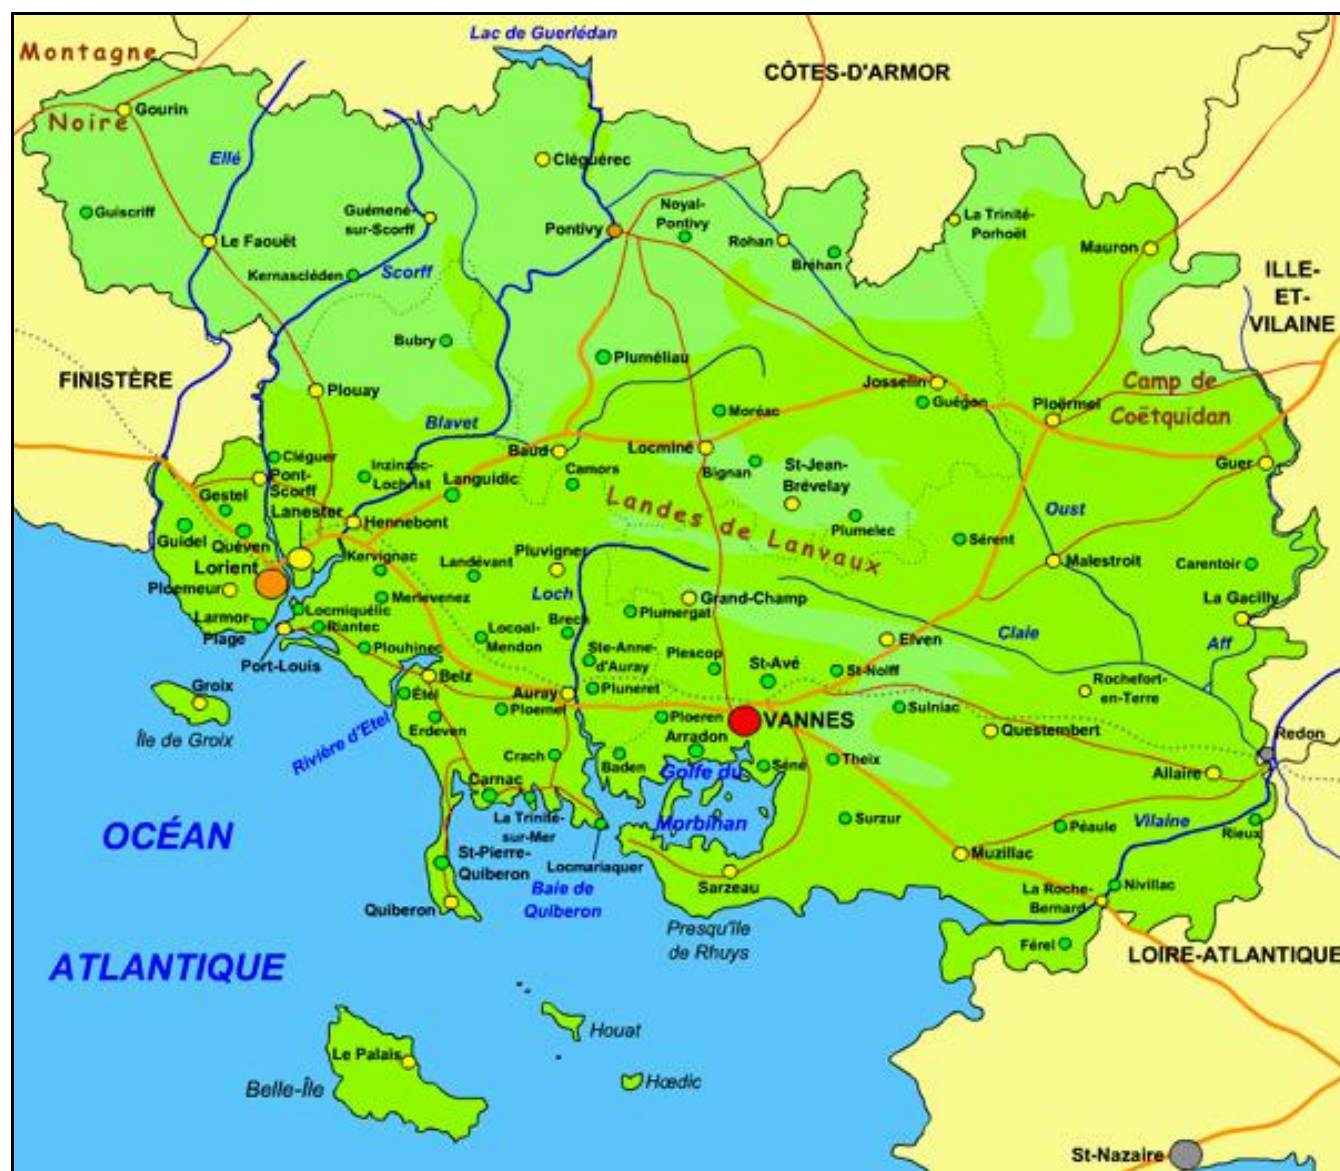 Lac de Guerlédan
Montagne
CÔTES-D'ARMOR
Gourin
Noire
Ellé
Cléguérec
Guiscriff
Guémené-
sur-Scorff
Noyal-
Pontivy
La Trinité-
Porhoët
Le Faouët
Pontivy
Rohan
Mauron
Bréhan
Kernascléden
Scorff
ILLE-
ET-
VILAINE
Bubry
Pluméliau
FINISTÈRE
Plouay
Josselin
Camp de
Coëtquidan
Guégon
Ploërmel
Moréac
Blavet
Baud
Locminé
Cléguer
Pont-
Scorff
Inzinzac-
Lochrist
Languidic
Camors
Bignan
St-Jean-
Brévelay
Guer
Gestel
Lanester
Landes de Lanvaux
Hennebont
Plumelec
Oust
Guidel
Quéven
Sérent
Lorient
Kervignac
Landévant
Pluvigner
Malestroit
Carentoir
Ploemeur
Merlevenez
Loch
Grand-Champ
La Gacilly
Larmor-
Plage
Locmiquélic
Riantec
Plumergat
Brech
Locoal-
Mendon
Elven
Claie
Aff
Plouhinec
Port-Louis
Ste-Anne-
d'Auray
Plescop
St-Avé
St-Nolff
Groix
Belz
Étel
Auray
Pluneret
Rochefort-
en-Terre
Île de Groix
Rivière d'Etel
Erdeven
Ploemel
Ploeren
VANNES
Sulniac
Questembert
Redon
Arradon
Crach
Baden
Golfe du
Morbihan
Séné
Theix
Allaire
Carnac
La Trinité-
sur-Mer
Surzur
Péaule
Vilaine
Rieux
OCÉAN
ATLANTIQUE
St-Pierre-
Quiberon
Locmariaquer
Muzillac
Quiberon
Baie de
Quiberon
Sarzeau
La Roche-
Bernard
Nivillac
Presqu'île
de Rhuys
Férel
LOIRE-ATLANTIQUE
Houat
Le Palais
Belle-Île
Hœdic
St-Nazaire